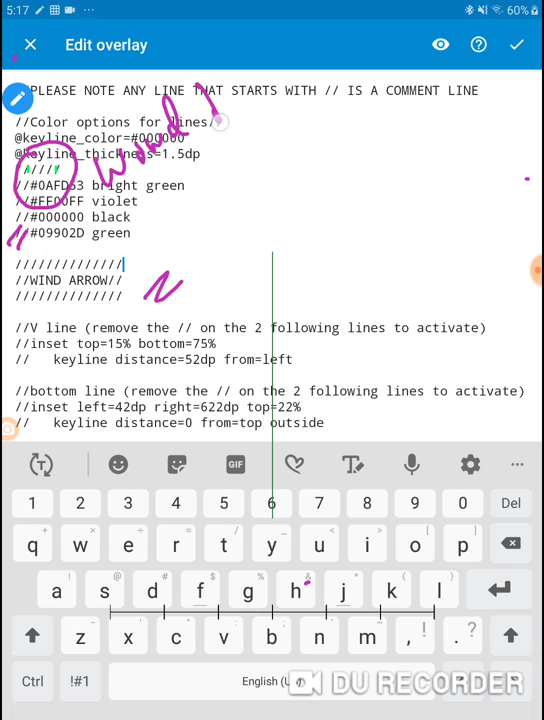 5:17
60%
Edit overlay
PLEASE NOTE ANY LINE THAT STARTS WITH // IS A COMMENT LINE
//Color options for lines/
@keyline_color=#000000
@keyline_thickness=1.5dp
/////
//#0AFD53 bright green
//#FF00FF violet
//#000000 black
//#09902D green
//////////////
//WIND ARROW//
//////////////
//V line (remove the // on the 2 following lines to activate)
//inset top=15% bottom=75%
// keyline distance=52dp from=left
//bottom line (remove the // on the 2 following lines to activate)
//inset left=42dp right=622dp top=22%
// keyline distance=0 from=top outside
Wind
GIF
1 2 3 4 5 6 7 8 9 0 Del
q w e r t y u i o p
a s d f g h j k l
z x c v b n m , ! . ?
Ctrl !#1 English
DU RECORDER